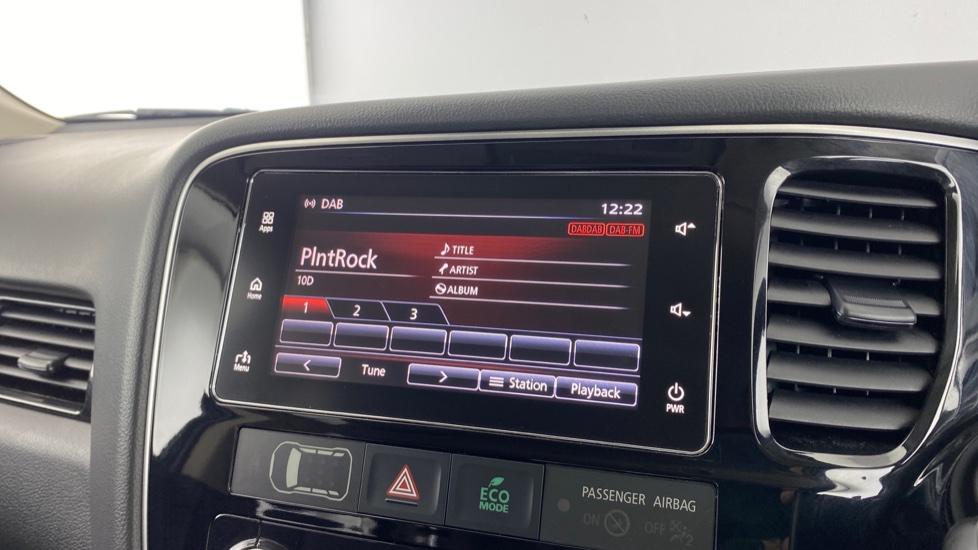 DAB
12:22
DABDAB DAB-FM
Apps
PlntRock
TITLE
10D
ARTIST
ALBUM
Home
1 2 3
Menu
Tune
Station
Playback
PWR
ECO
MODE
PASSENGER AIRBAG
ON OFF 2